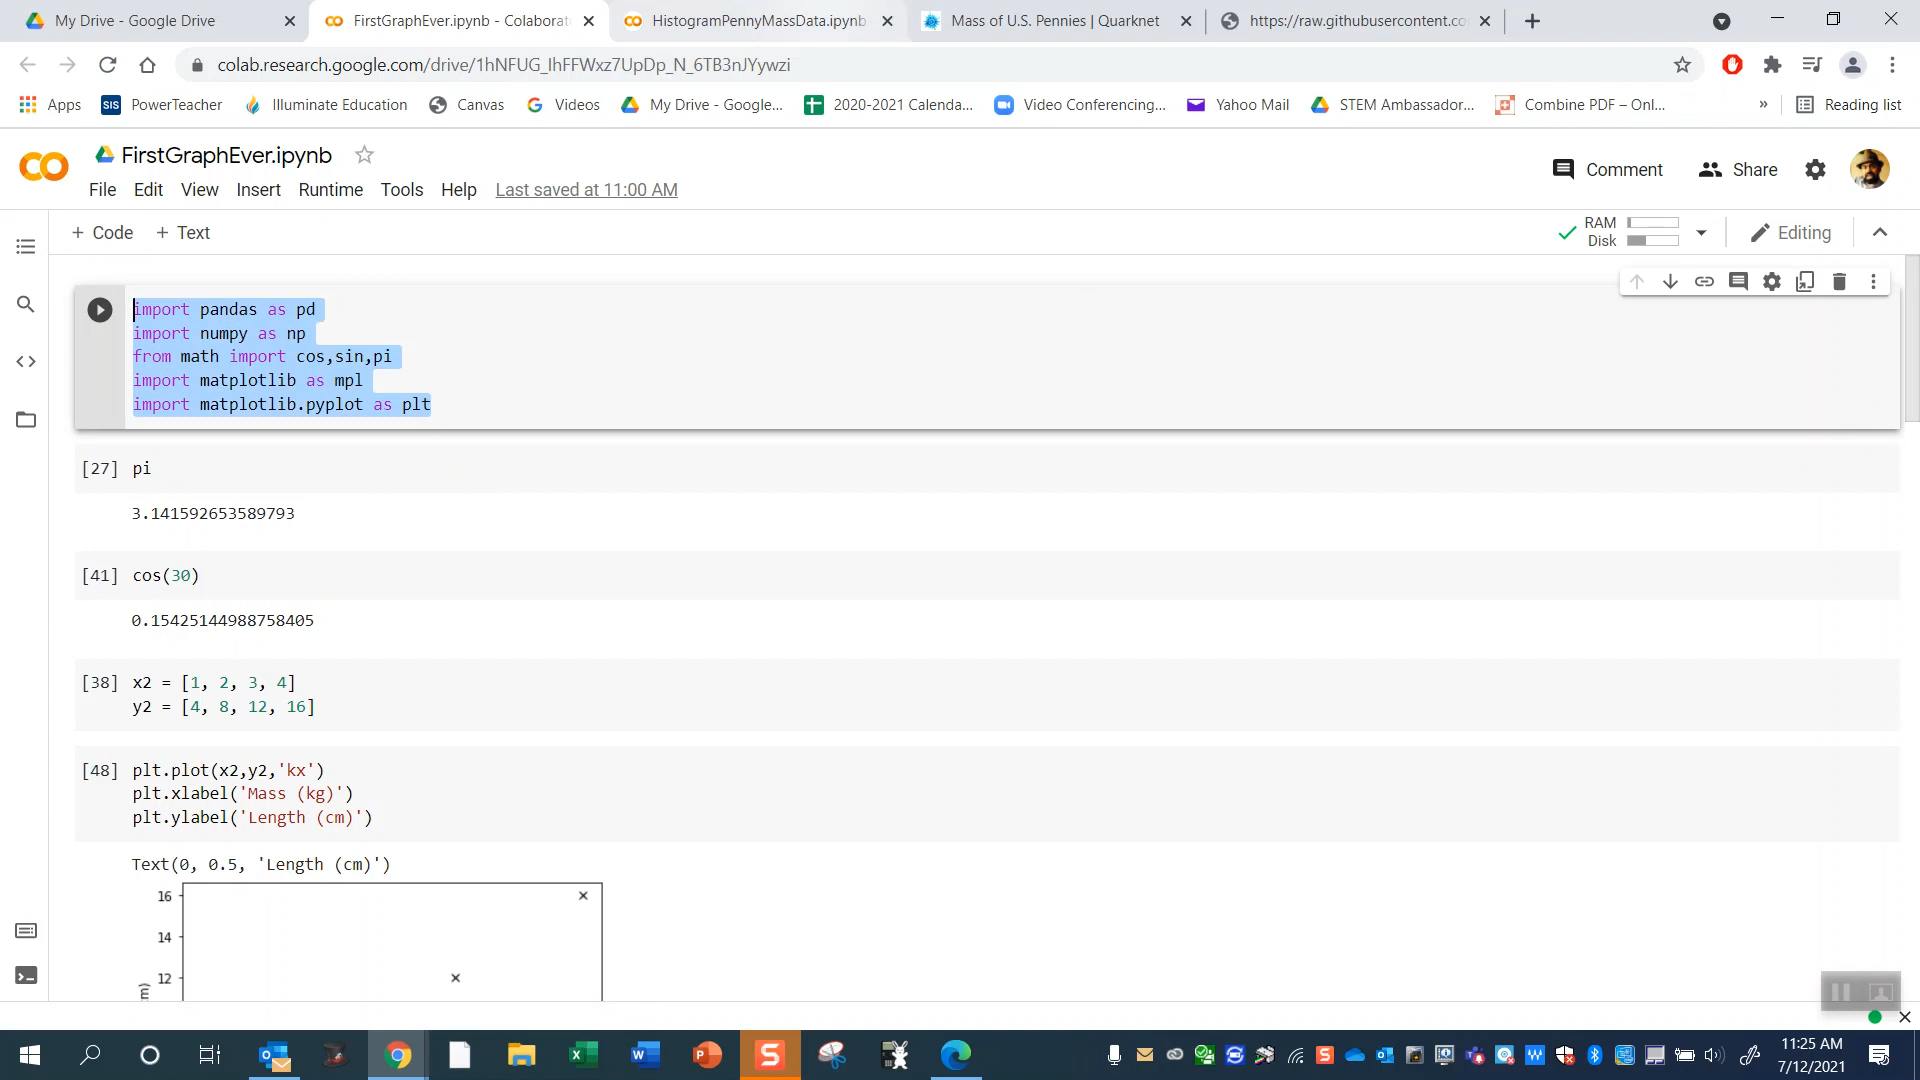 My Drive - Google Drive
FirstGraphEver.ipynb - Colaborat
HistogramPennyMassData.ipynb
Mass of U.S. Pennies | Quarknet
https://raw.githubusercontent.co
colab.research.google.com/drive/1hNFUG_IhFFWxz7UpDp_N_6TB3nJYywzi
Apps
SIS PowerTeacher
Illuminate Education
Canvas
Videos
My Drive - Google...
2020-2021 Calenda...
Video Conferencing...
Yahoo Mail
STEM Ambassador...
Combine PDF – Onl...
»
Reading list
FirstGraphEver.ipynb
Comment
Share
File Edit View Insert Runtime Tools Help Last saved at 11:00 AM
+ Code + Text
RAM
Disk
Editing
import pandas as pd
import numpy as np
from math import cos,sin,pi
import matplotlib as mpl
import matplotlib.pyplot as plt
[27] pi
3.141592653589793
[41] cos(30)
0.15425144988758405
[38] x2 = [1, 2, 3, 4]
y2 = [4, 8, 12, 16]
[48] plt.plot(x2,y2,'kx')
plt.xlabel('Mass (kg)')
plt.ylabel('Length (cm)')
Text(0, 0.5, 'Length (cm)')
16
14
12
m)
11:25 AM
7/12/2021